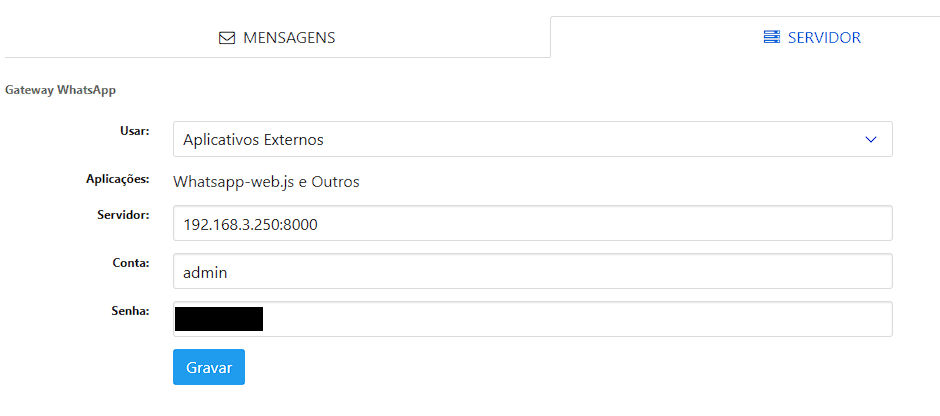 MENSAGENS
SERVIDOR
Gateway WhatsApp
Usar: Aplicativos Externos
Aplicações: Whatsapp-web.js e Outros
Servidor: 192.168.3.250:8000
Conta: admin
Senha:
Gravar